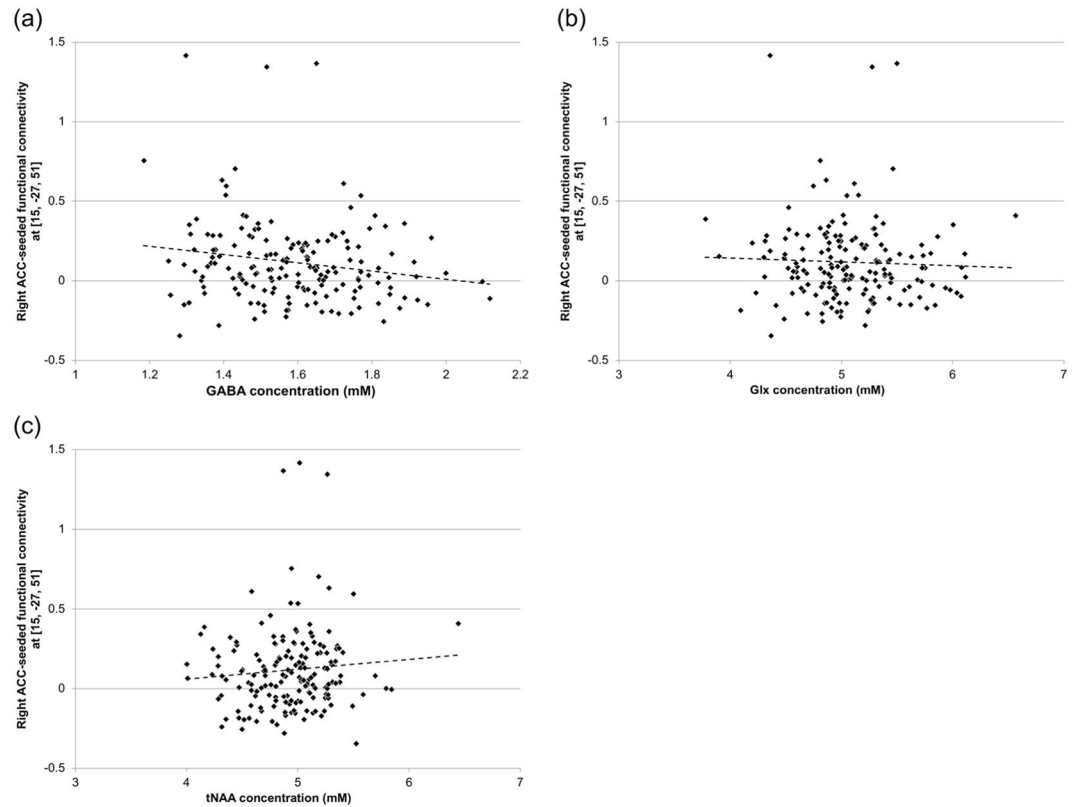 (a)
1.5
1
0.5
0
-0.5
Right ACC-seeded functional connectivity
at [15, -27, 51]
1 1.2 1.4 1.6 1.8 2 2.2
GABA concentration (mM)
(b)
1.5
1
0.5
0
-0.5
Right ACC-seeded functional connectivity
at [15, -27, 51]
3 4 5 6 7
Glx concentration (mM)
(c)
1.5
1
0.5
0
-0.5
Right ACC-seeded functional connectivity
at [15, -27, 51]
3 4 5 6 7
tNAA concentration (mM)